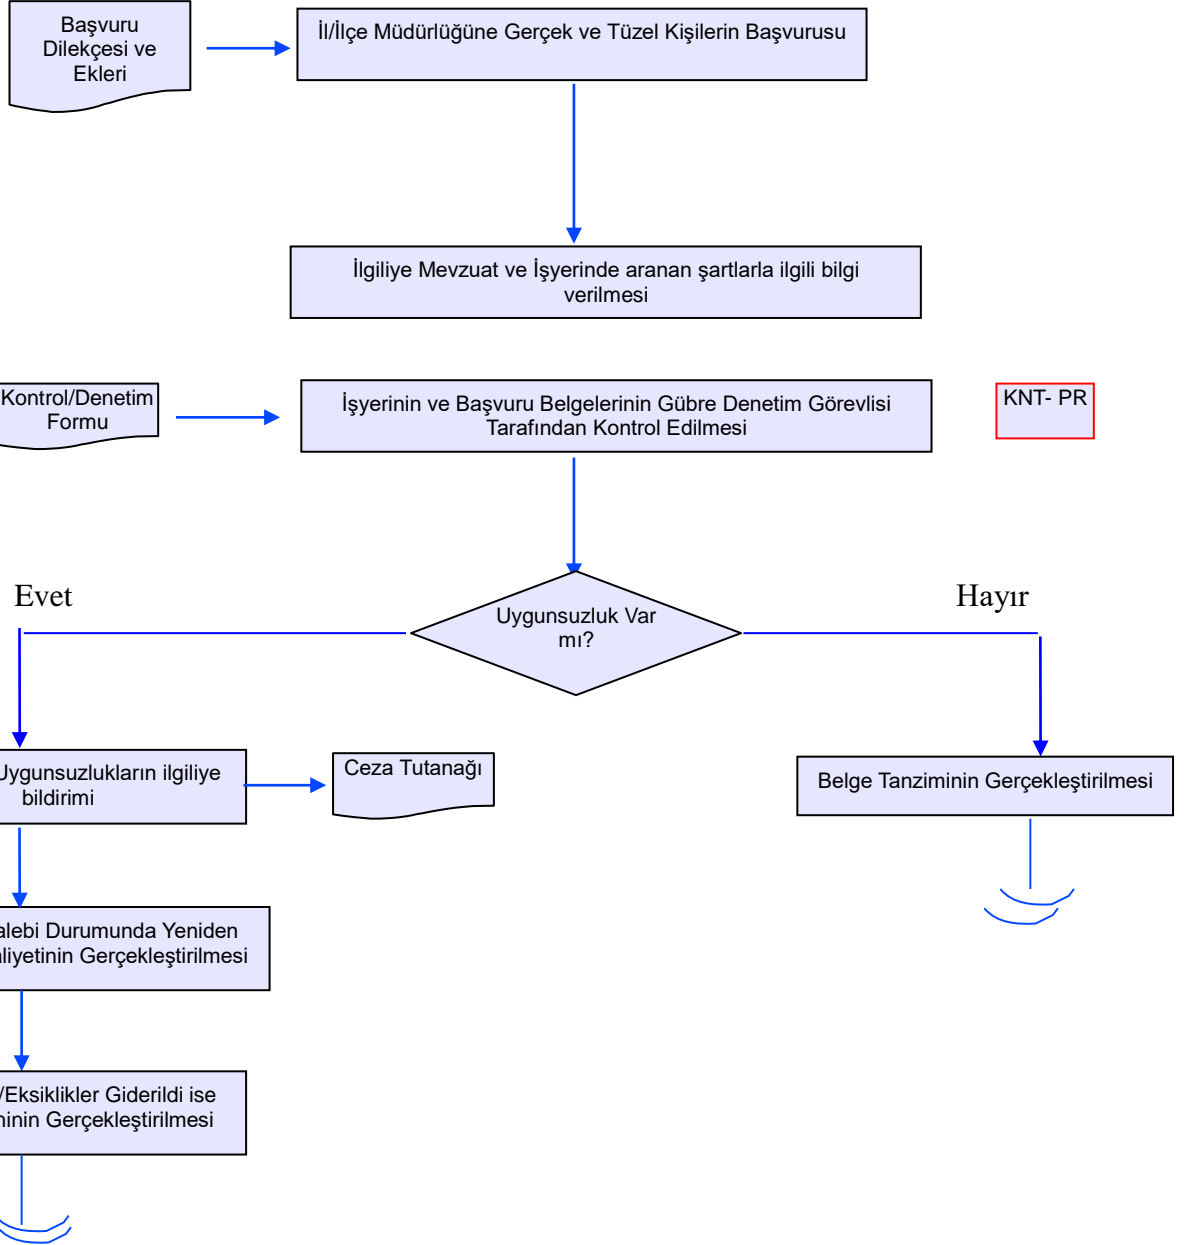 Başvuru
Dilekçesi ve
Ekleri
İl/İlçe Müdürlüğüne Gerçek ve Tüzel Kişilerin Başvurusu
İlgiliye Mevzuat ve İşyerinde aranan şartlarla ilgili bilgi
verilmesi
Kontrol/Denetim
Formu
İşyerinin ve Başvuru Belgelerinin Gübre Denetim Görevlisi
Tarafından Kontrol Edilmesi
KNT- PR
Evet
Uygunsuzluk Var
mı?
Hayır
Uygunsuzlukların ilgiliye
bildirimi
Ceza Tutanağı
Belge Tanziminin Gerçekleştirilmesi
Durumunda Yeniden
Gerçekleştirilmesi
/Eksiklikler Giderildi ise
Gerçekleştirilmesi